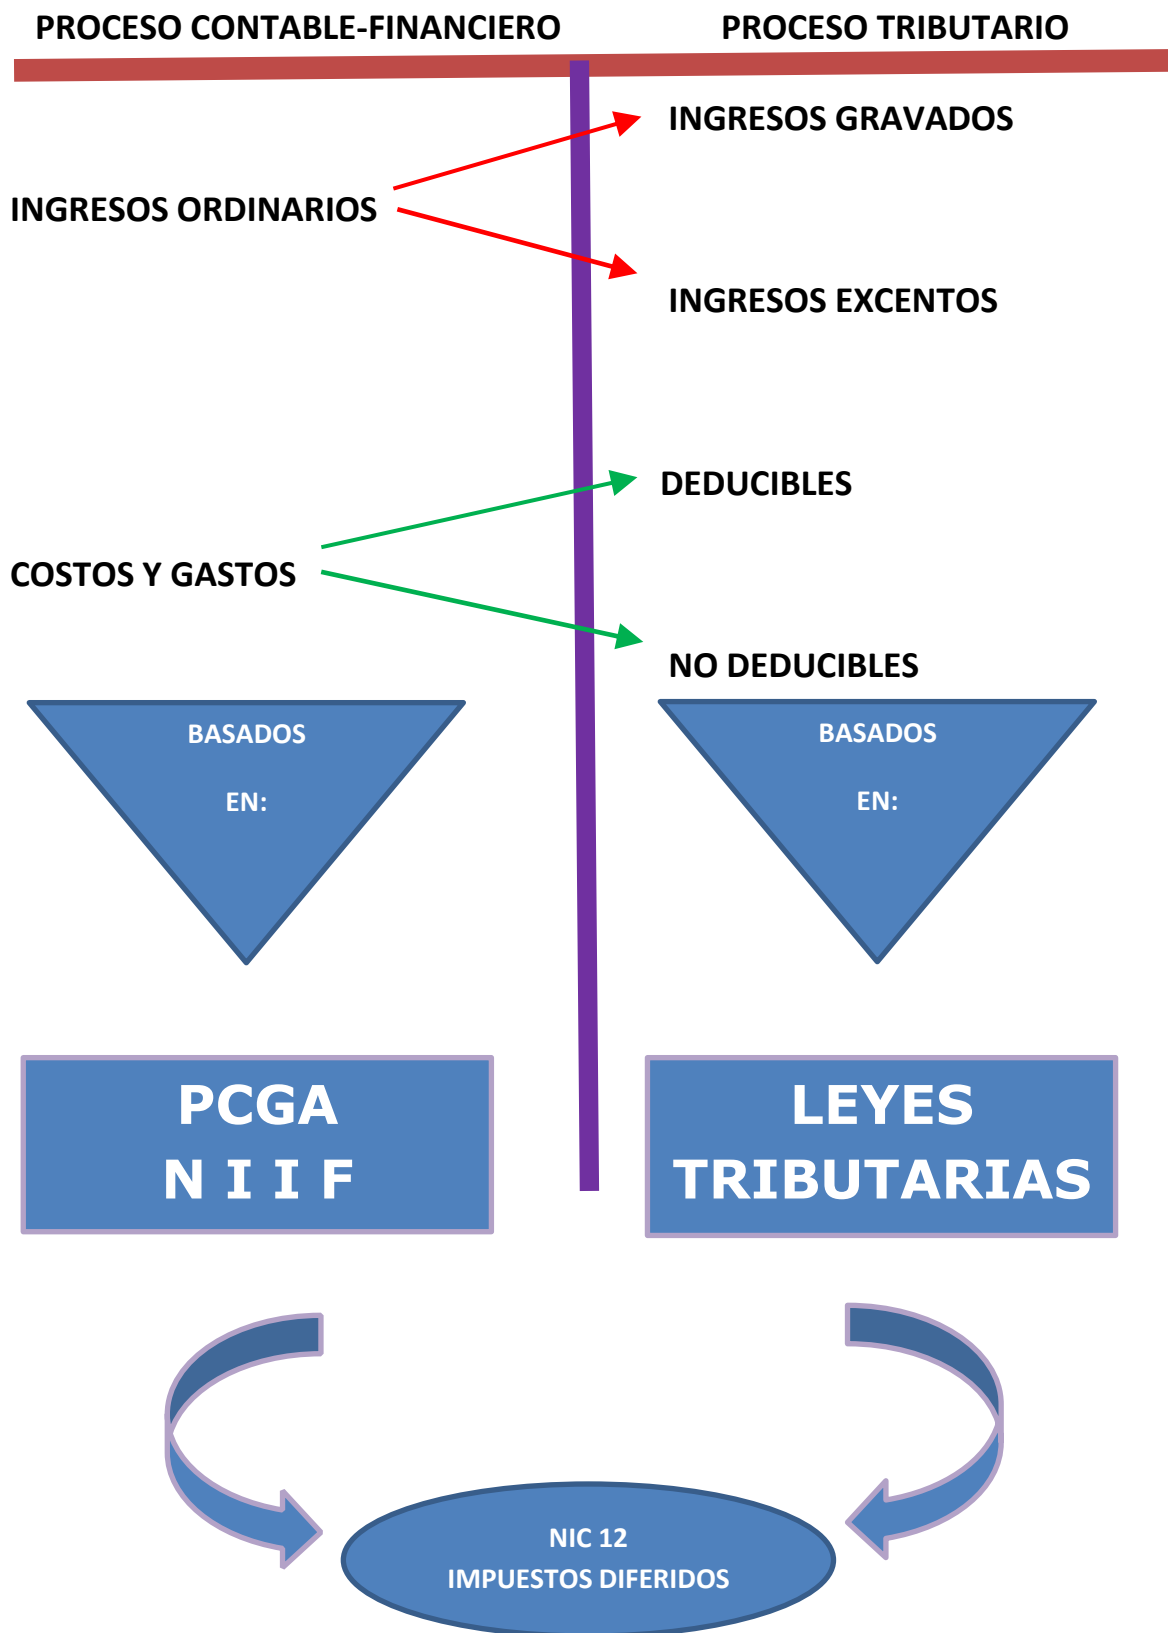 PROCESO CONTABLE-FINANCIERO
PROCESO TRIBUTARIO
INGRESOS GRAVADOS
INGRESOS ORDINARIOS
INGRESOS EXCENTOS
DEDUCIBLES
COSTOS Y GASTOS
NO DEDUCIBLES
BASADOS
EN:
BASADOS
EN:
PCGA
N I I F
LEYES
TRIBUTARIAS
NIC 12
IMPUESTOS DIFERIDOS